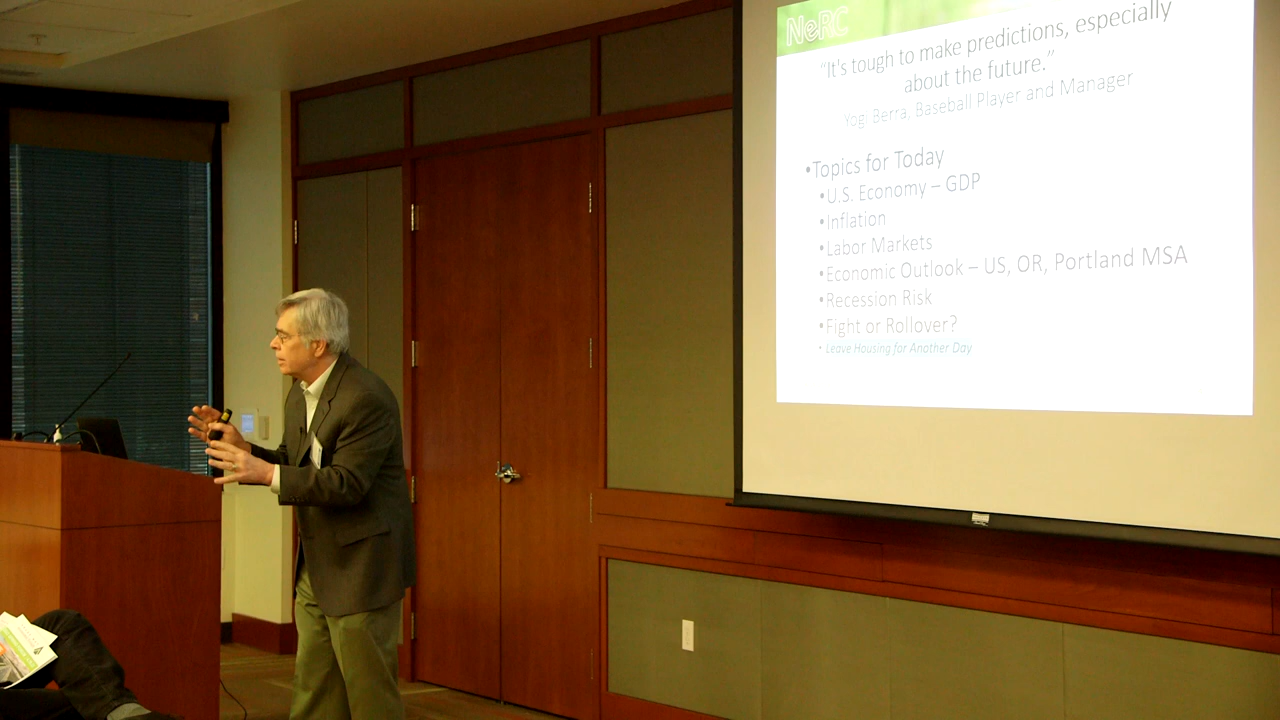 NeRC
“It's tough to make predictions, especially
about the future.”
Yogi Berra, Baseball Player and Manager
•Topics for Today
•U.S. Economy – GDP
•Inflation
•Labor Markets
•Economic Outlook – US, OR, Portland MSA
•Recession Risk
•Fight or Rollover?
•Leave Housing for Another Day